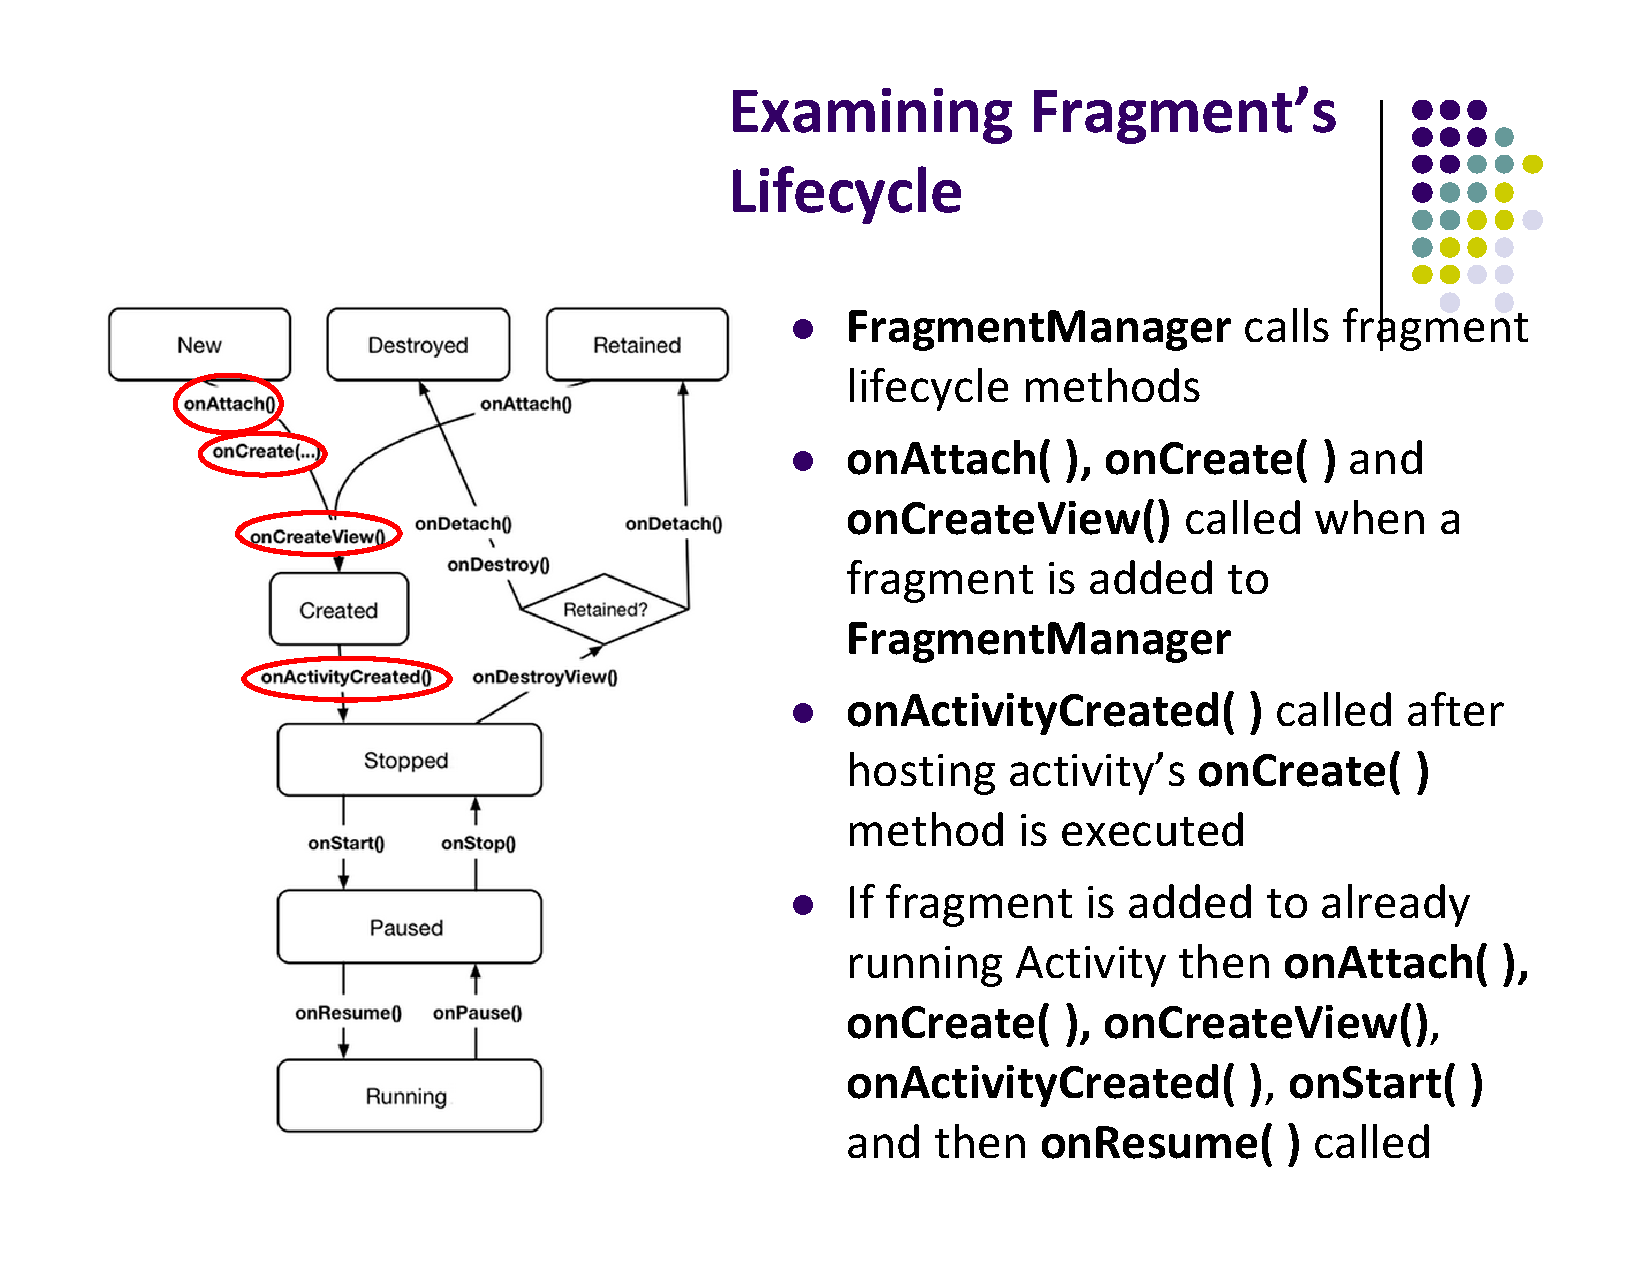 Examining Fragment’s
Lifecycle
New
Destroyed
Retained
onAttach()
onAttach()
onCreate(...)
onCreateView()
onDetach()
onDetach()
onDestroy()
Created
Retained?
onActivityCreated()
onDestroyView()
Stopped
onStart()
onStop()
Paused
onResume()
onPause()
Running
FragmentManager calls fragment
lifecycle methods
onAttach( ), onCreate( ) and
onCreateView() called when a
fragment is added to
FragmentManager
onActivityCreated( ) called after
hosting activity’s onCreate( )
method is executed
If fragment is added to already
running Activity then onAttach( ),
onCreate( ), onCreateView(),
onActivityCreated( ), onStart( )
and then onResume( ) called